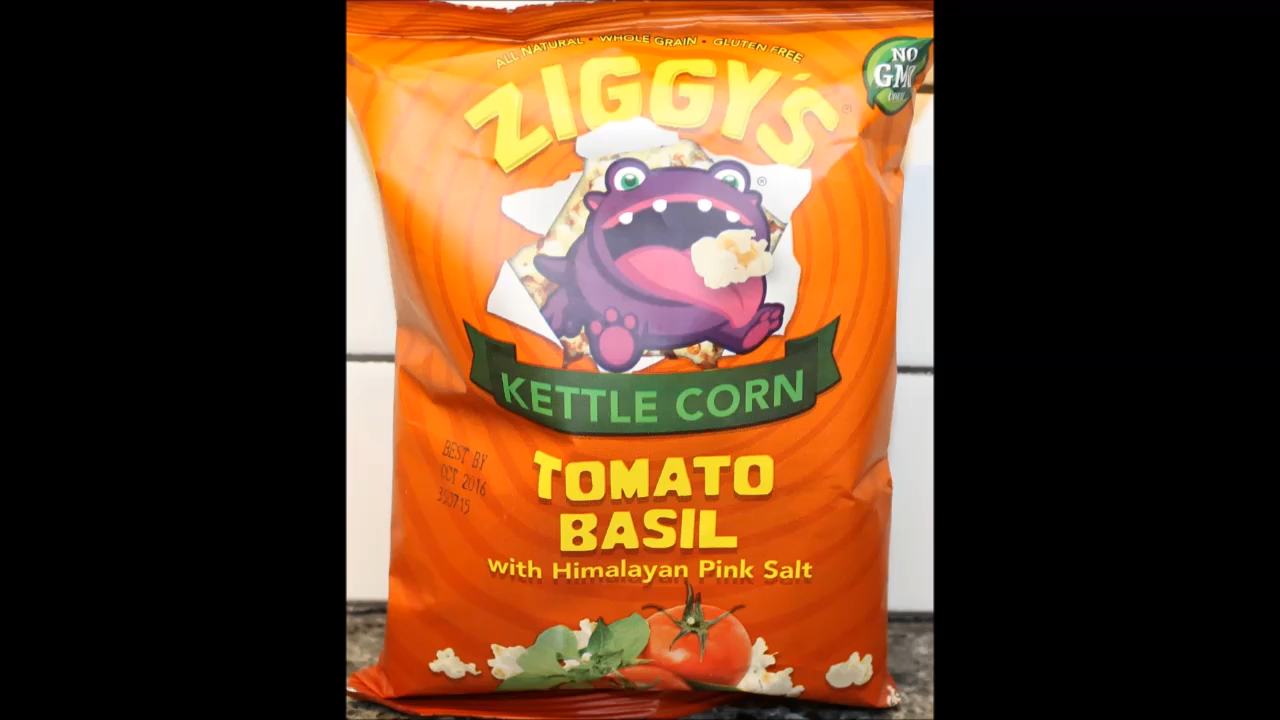 ALL NATURAL • WHOLE GRAIN • GLUTEN FREE
NO
GMO
ZIGGY'S
®
®
KETTLE CORN
BEST BY
OCT 2016
TOMATO
BASIL
with Himalayan Pink Salt